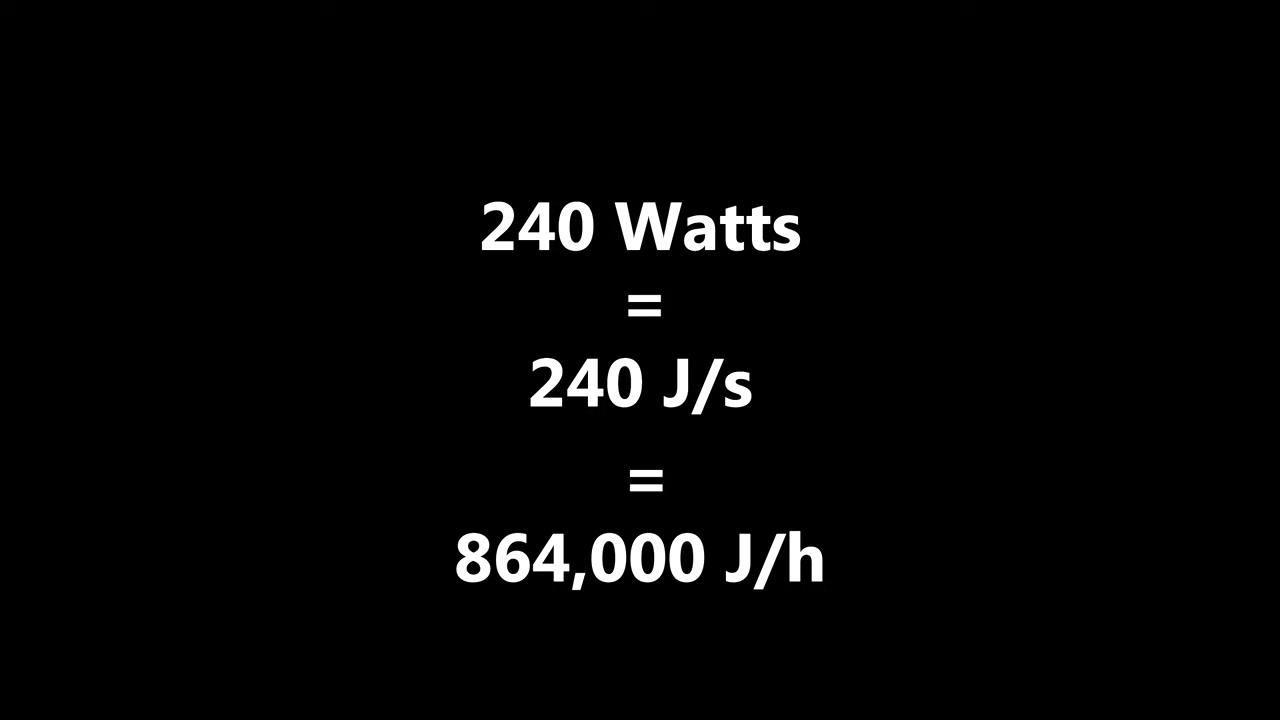 240 Watts
=
240 J/s
=
864,000 J/h